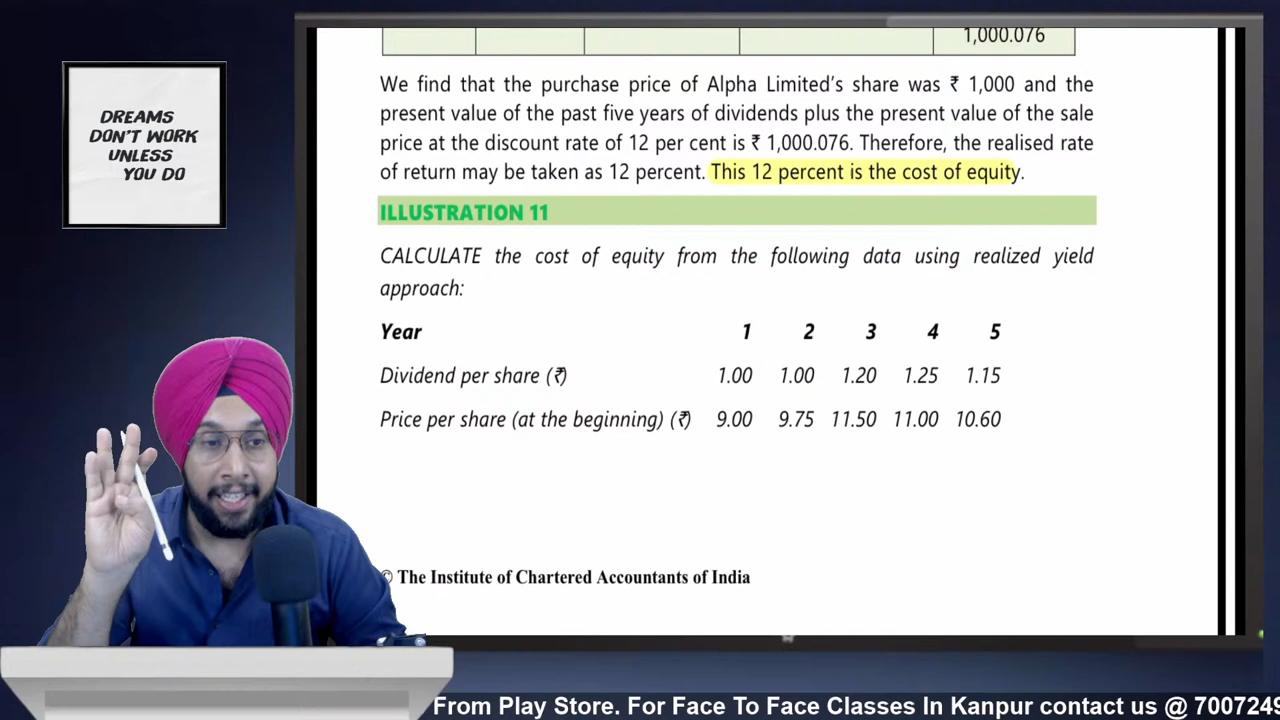 1,000.076
DREAMS
DON'T WORK
UNLESS
YOU DO
We find that the purchase price of Alpha Limited's share was ₹ 1,000 and the
present value of the past five years of dividends plus the present value of the sale
price at the discount rate of 12 per cent is ₹ 1,000.076. Therefore, the realised rate
of return may be taken as 12 percent. This 12 percent is the cost of equity.
ILLUSTRATION 11
CALCULATE the cost of equity from the following data using realized yield
approach:
Year 1 2 3 4 5
Dividend per share (₹) 1.00 1.00 1.20 1.25 1.15
Price per share (at the beginning) (₹) 9.00 9.75 11.50 11.00 10.60
© The Institute of Chartered Accountants of India
From Play Store. For Face To Face Classes In Kanpur contact us @ 700724